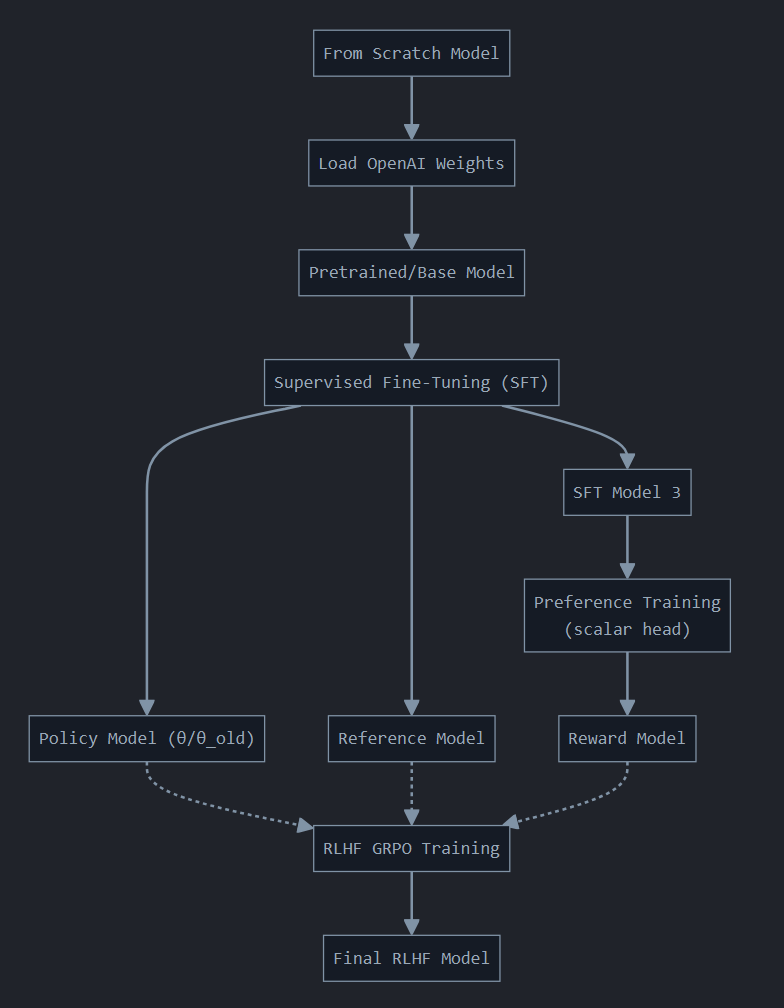 From Scratch Model
Load OpenAI Weights
Pretrained/Base Model
Supervised Fine-Tuning (SFT)
SFT Model 3
Preference Training
(scalar head)
Policy Model (θ/θ_old)
Reference Model
Reward Model
RLHF GRPO Training
Final RLHF Model